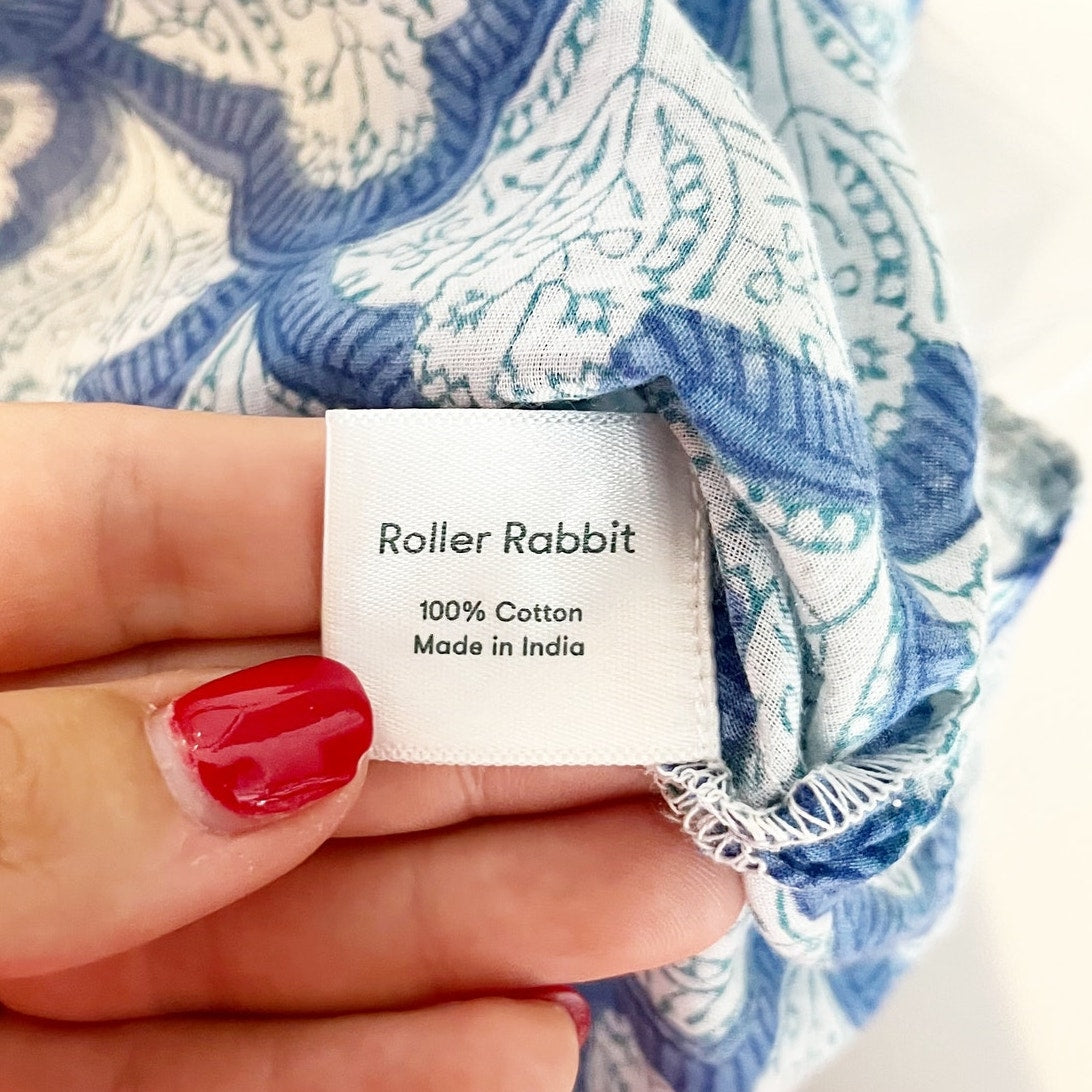 Roller Rabbit
100% Cotton
Made in India